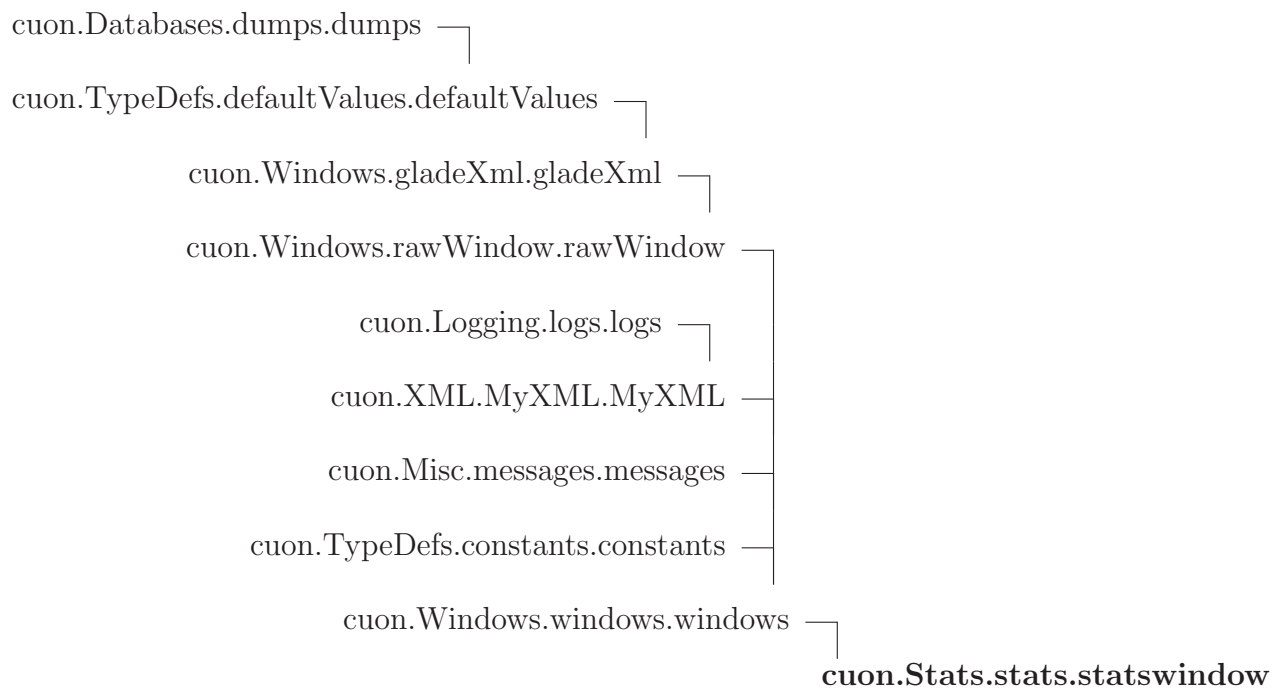 cuon.Databases.dumps.dumps
cuon.TypeDefs.defaultValues.defaultValues
cuon.Windows.gladeXml.gladeXml
cuon.Windows.rawWindow.rawWindow
cuon.Logging.logs.logs
cuon.XML.MyXML.MyXML
cuon.Misc.messages.messages
cuon.TypeDefs.constants.constants
cuon.Windows.windows.windows
cuon.Stats.stats.statswindow